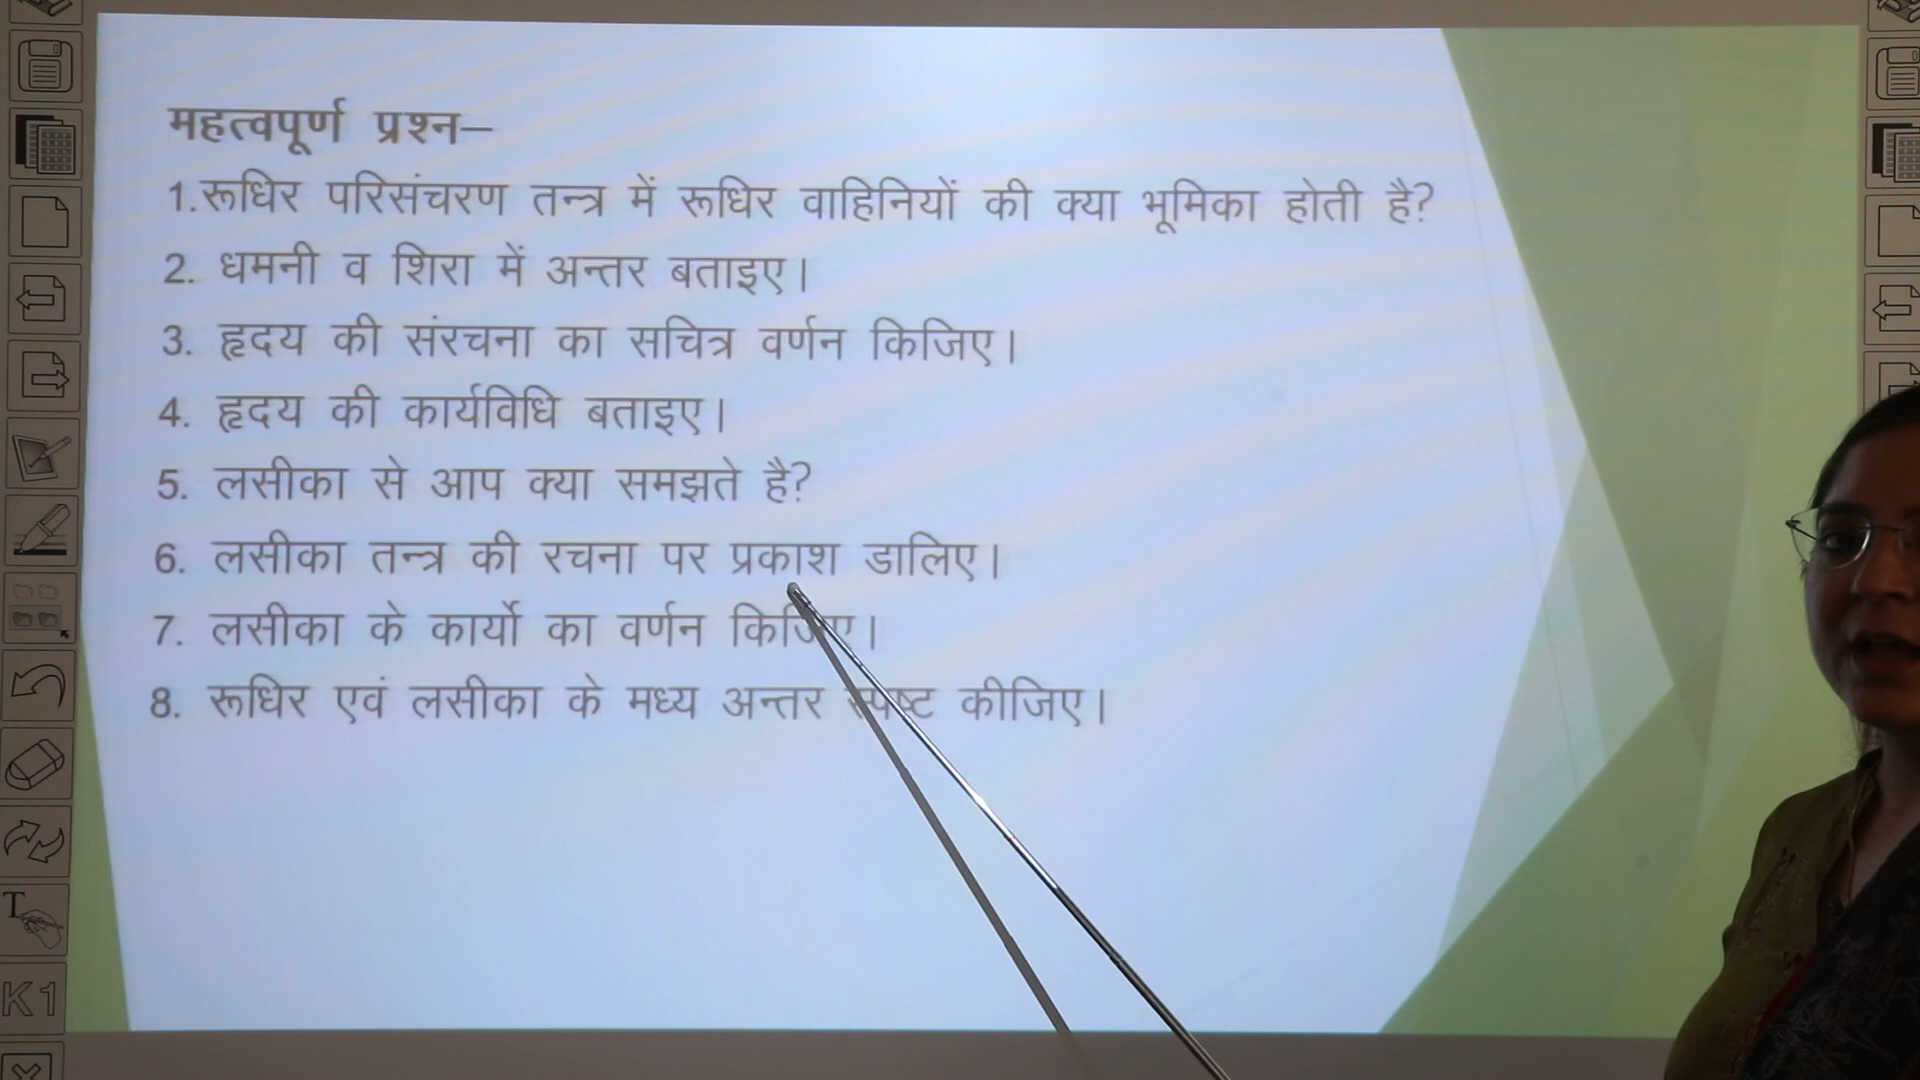 महत्वपूर्ण प्रश्न–
1.रूधिर परिसंचरण तन्त्र में रूधिर वाहिनियों की क्या भूमिका होती है?
2. धमनी व शिरा में अन्तर बताइए।
3. हृदय की संरचना का सचित्र वर्णन किजिए।
4. हृदय की कार्यविधि बताइए।
5. लसीका से आप क्या समझते है?
6. लसीका तन्त्र की रचना पर प्रकाश डालिए।
7. लसीका के कार्यो का वर्णन किजिए।
8. रूधिर एवं लसीका के मध्य अन्तर स्पष्ट कीजिए।
T
K1